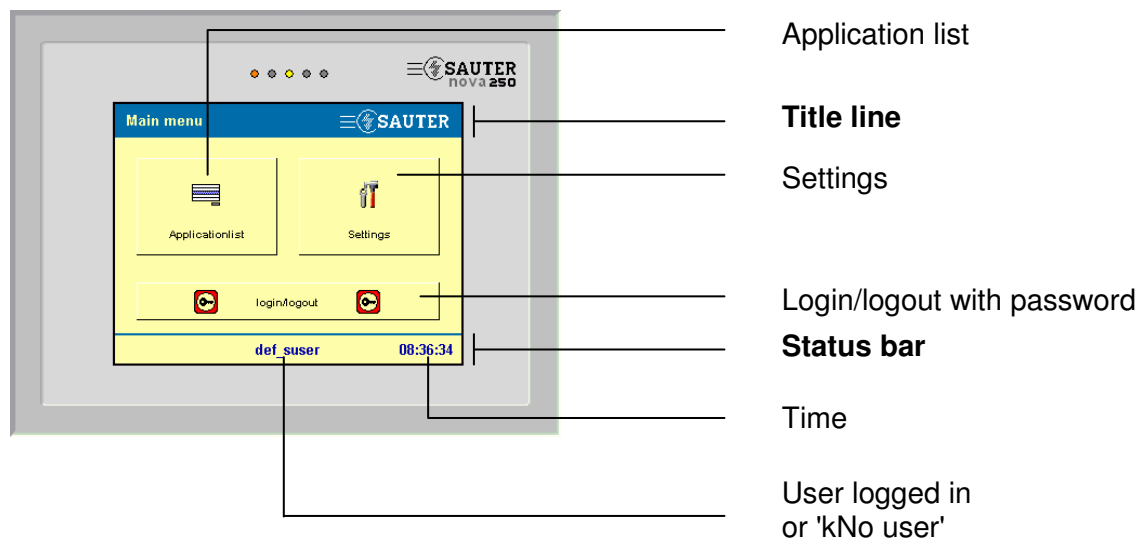 Application list
SAUTER
nova 250
Main menu
SAUTER
Title line
Settings
Applicationlist
Settings
login/logout
Login/logout with password
def_suser
08:36:34
Status bar
Time
User logged in
or 'kNo user'